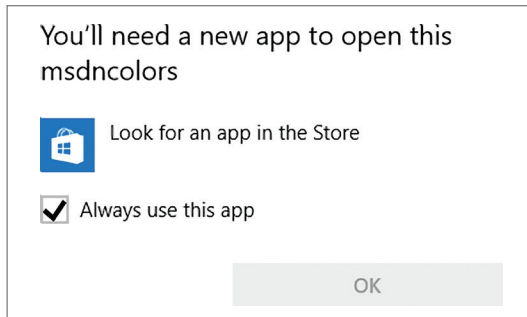 You'll need a new app to open this
msdncolors
Look for an app in the Store
Always use this app
OK